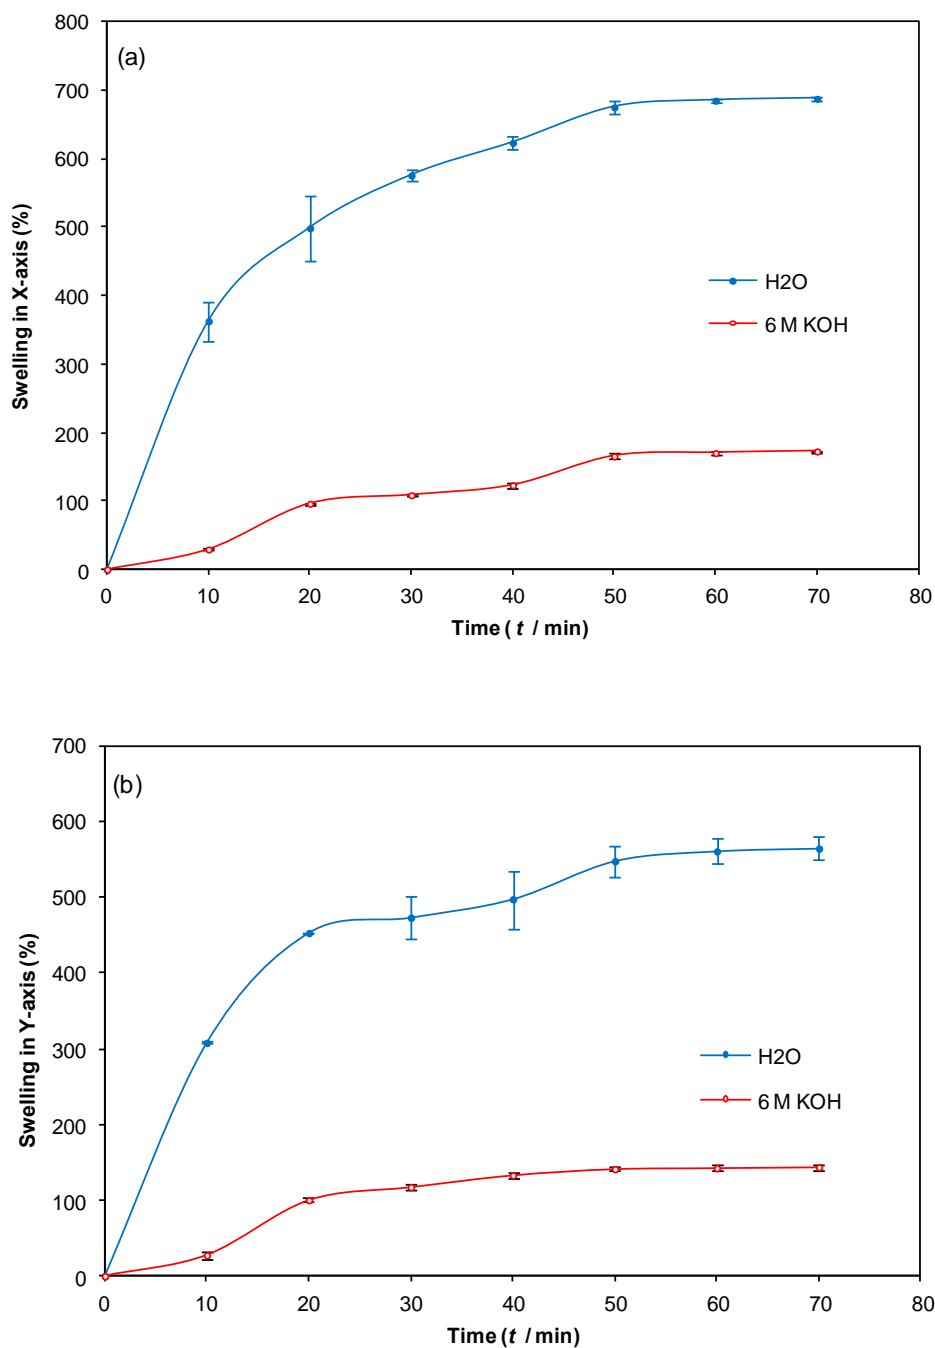 800
(a)
700
600
500
400
300
200
100
0
Swelling in X-axis (%)
H2O
6 M KOH
0 10 20 30 40 50 60 70 80
Time ( t / min)
700
(b)
600
500
400
300
200
100
0
Swelling in Y-axis (%)
H2O
6 M KOH
0 10 20 30 40 50 60 70 80
Time (t / min)